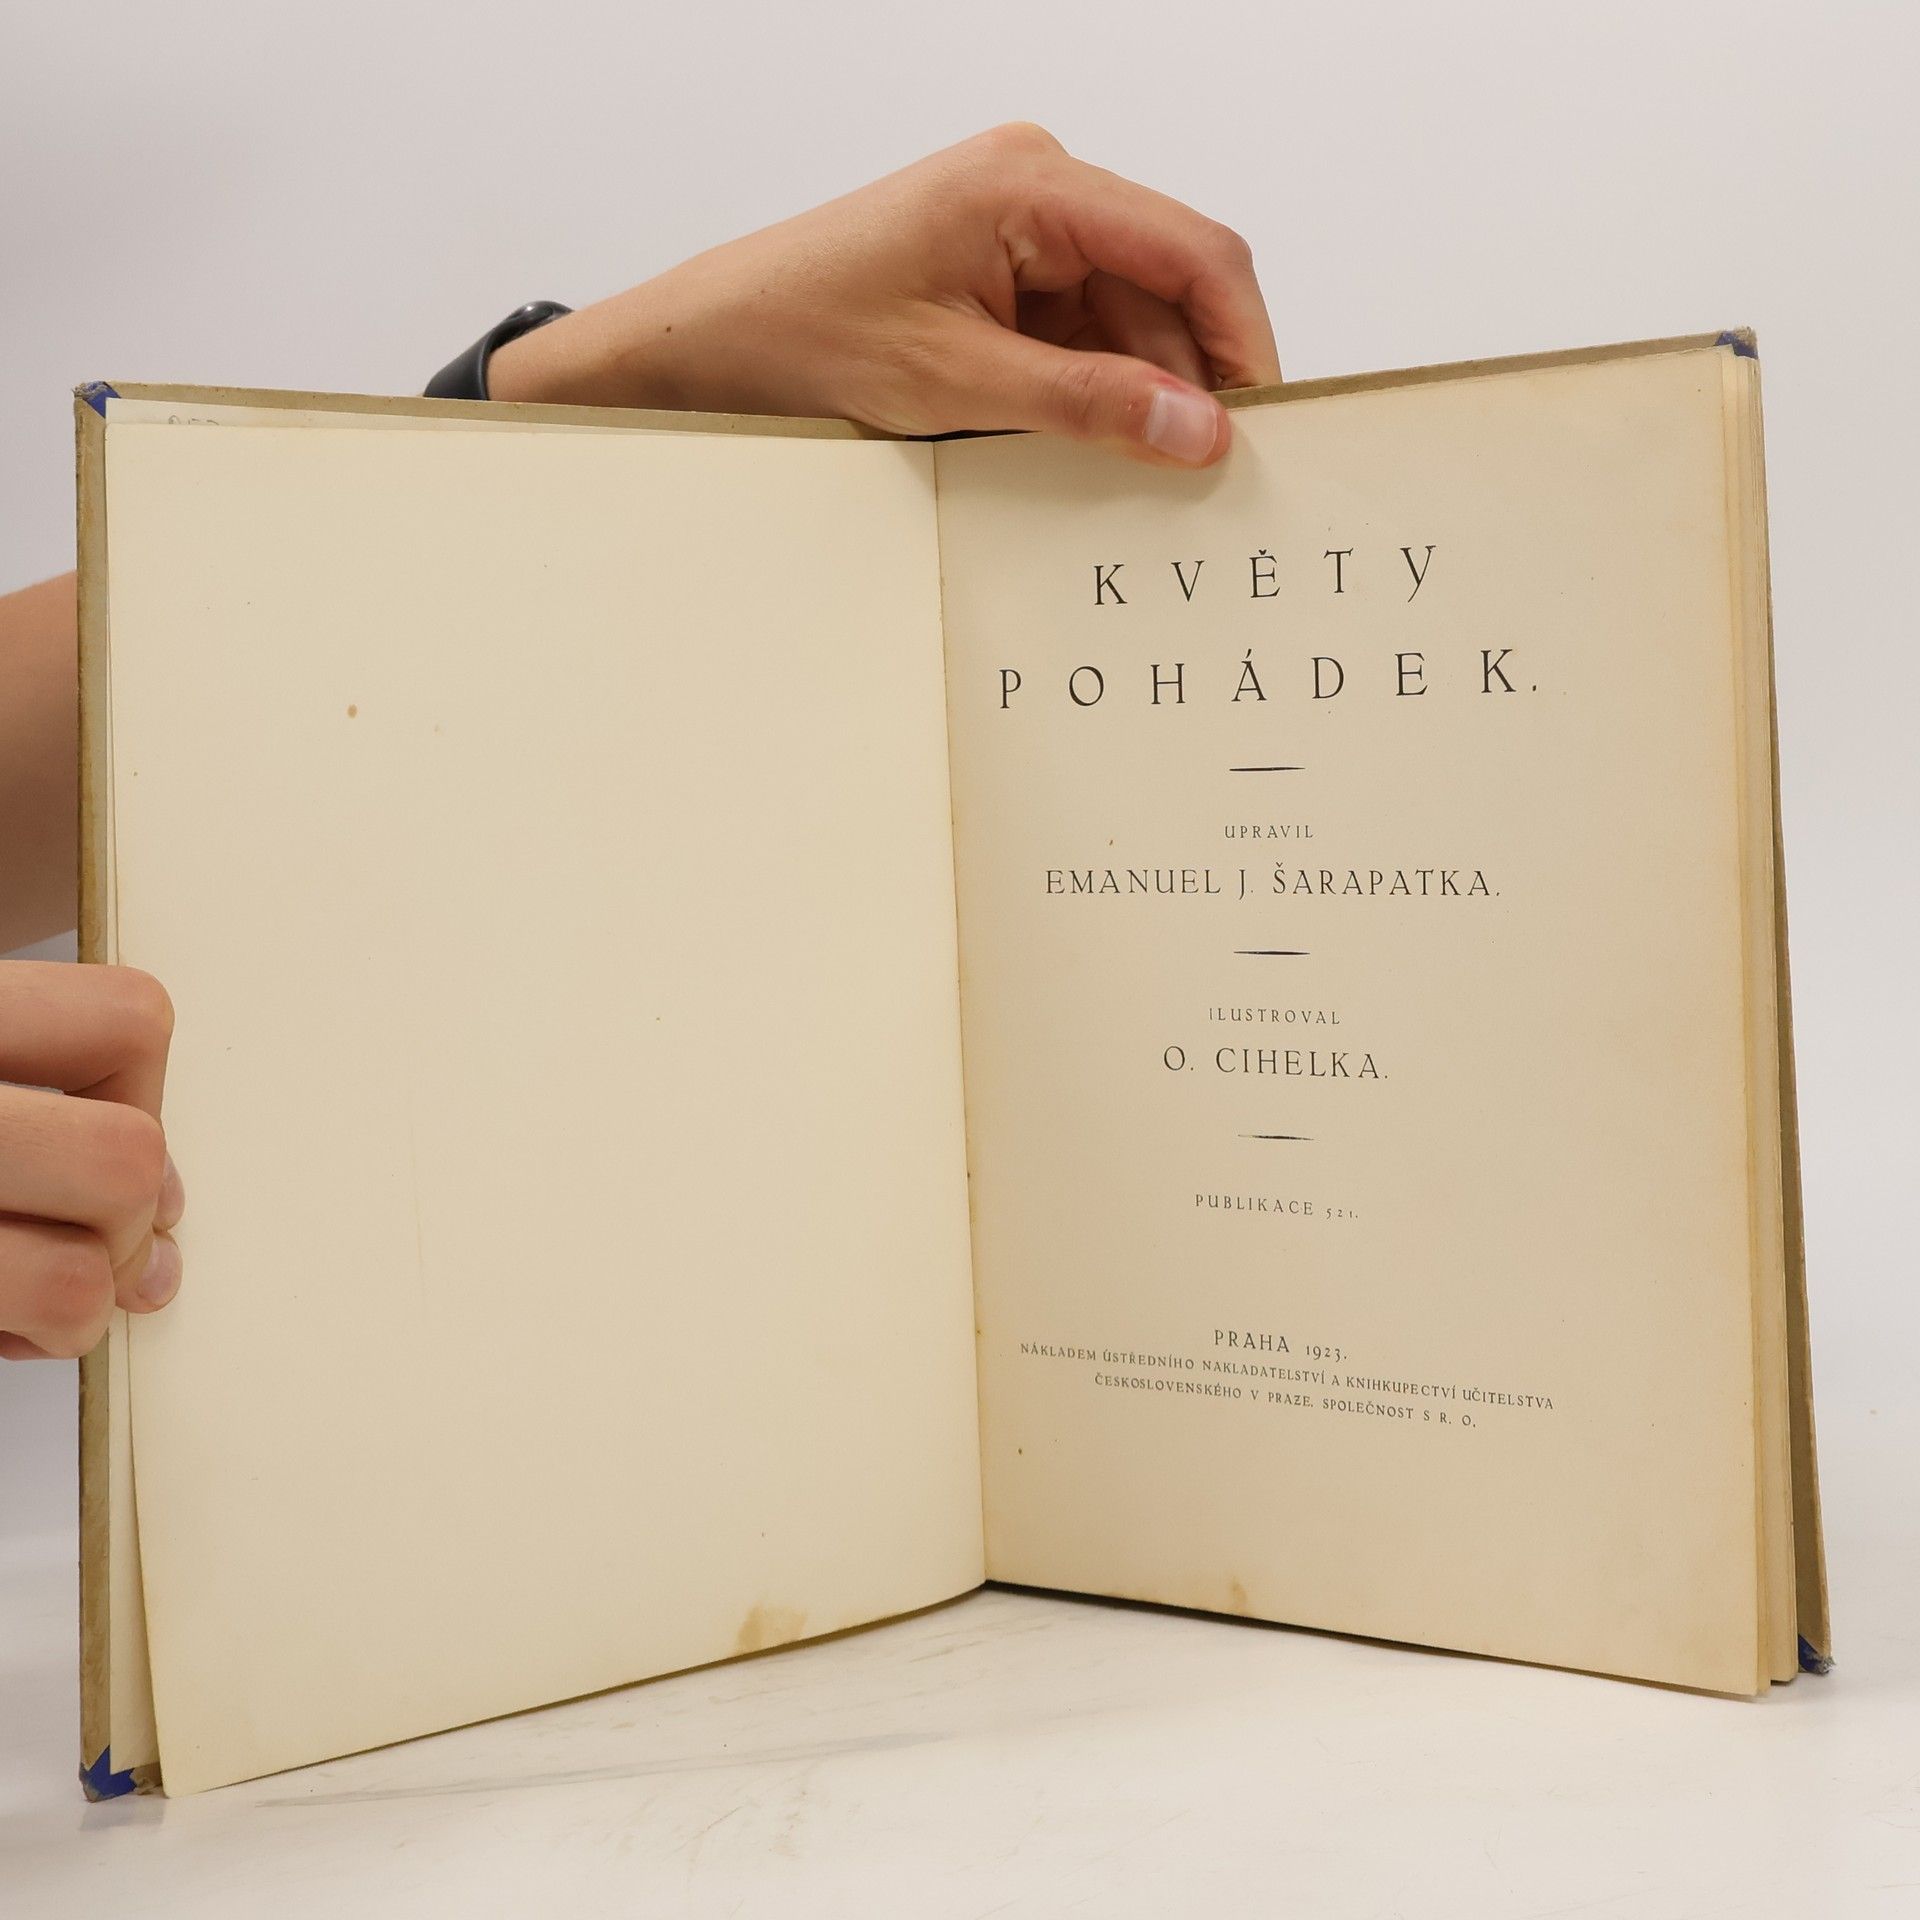 KVĚTY
POHÁDEK.
UPRAVIL
EMANUEL J. ŠARAPATKA.
ILUSTROVAL
O. CIHELKA.
PUBLIKACE 521.
PRAHA 1923.
NÁKLADEM ÚSTŘEDNÍHO NAKLADATELSTVÍ A KNIHKUPECTVÍ UČITELSTVA
ČESKOSLOVENSKÉHO V PRAZE, SPOLEČNOST S R. O.